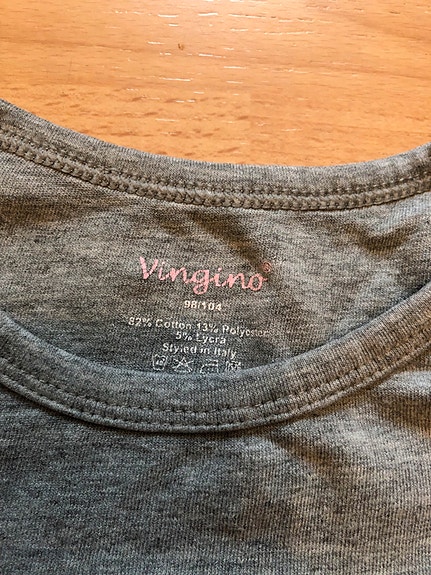 Vingino®
98/104
82% Cotton 13% Polyester
5% Lycra
Styled in Italy